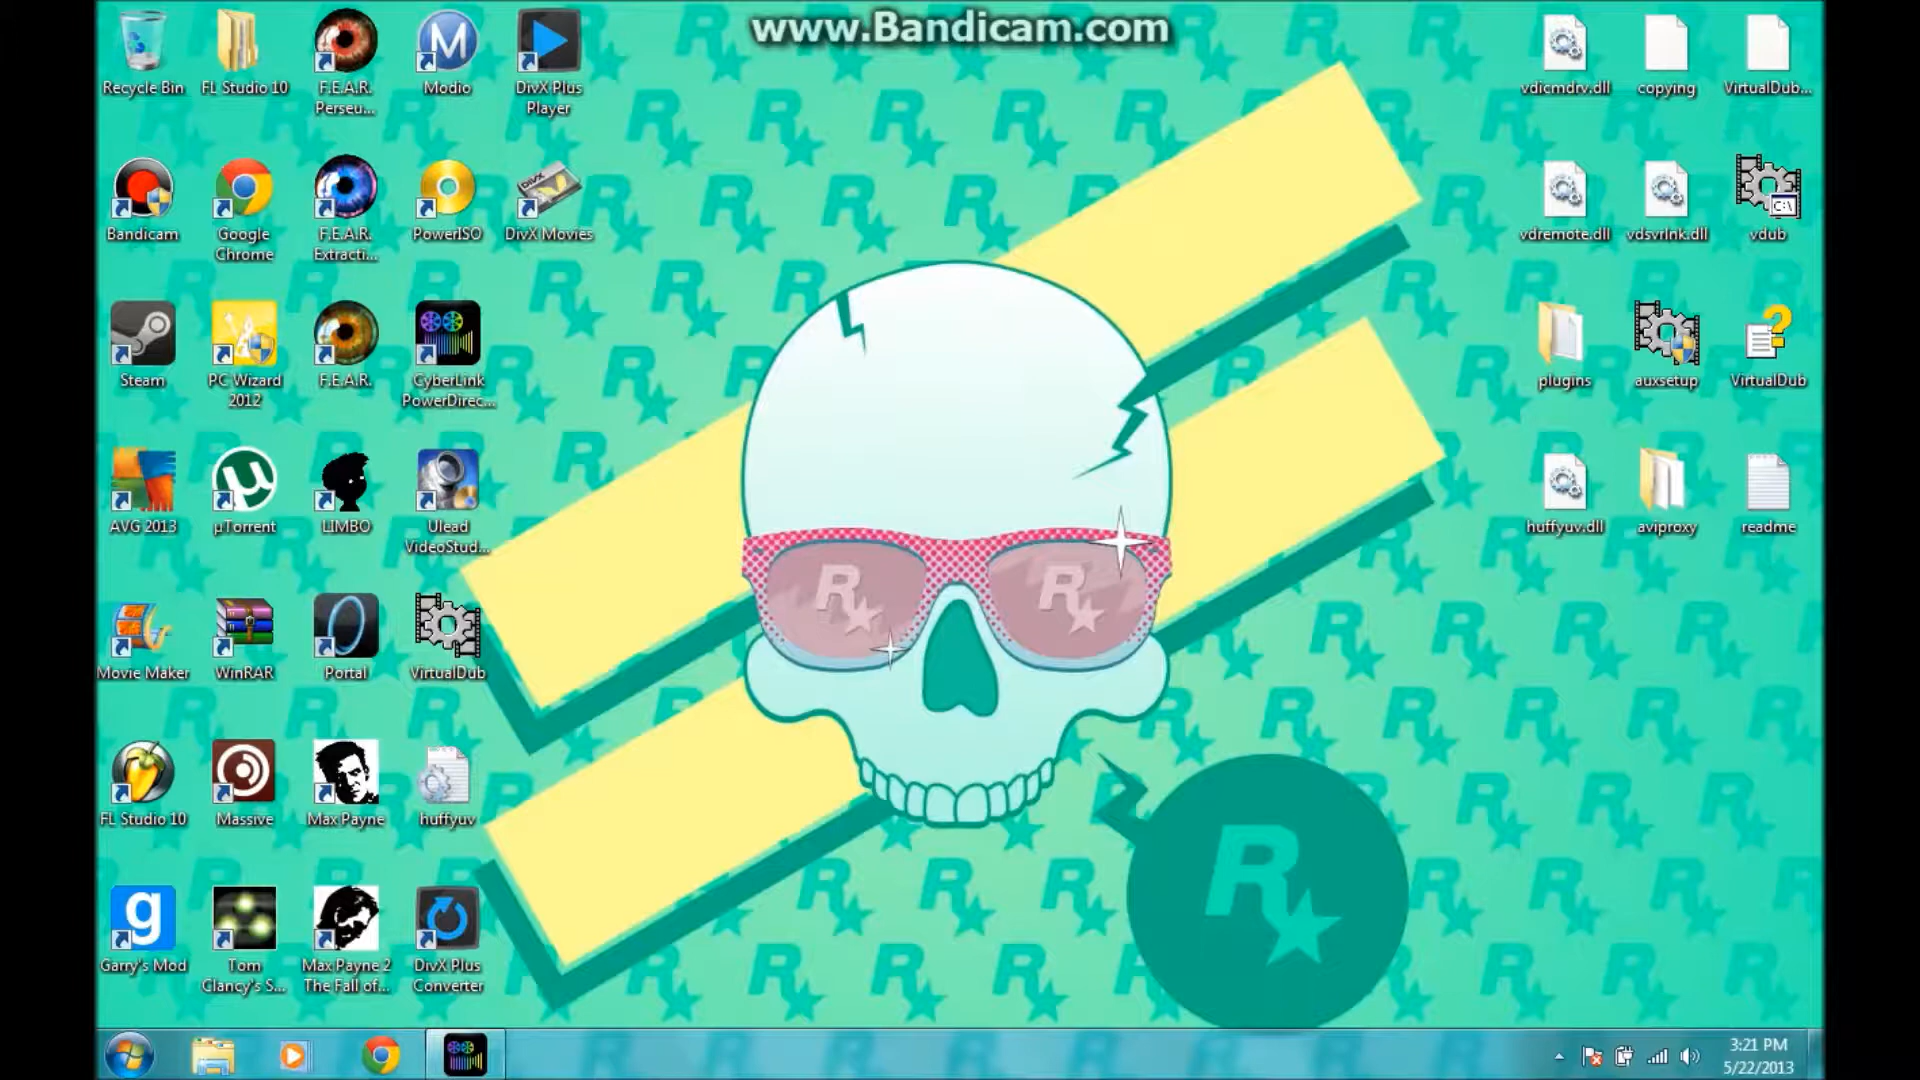 www.Bandicam.com
Recycle Bin
FL Studio 10
F.E.A.R.
Perseu...
Modio
DivX Plus
Player
vdicmdrv.dll
copying
VirtualDub...
Bandicam
Google
Chrome
F.E.A.R.
Extracti...
PowerISO
DivX Movies
vdremote.dll
vdsvrlnk.dll
vdub
Steam
PC Wizard
2012
F.E.A.R.
CyberLink
PowerDirec...
plugins
auxsetup
VirtualDub
AVG 2013
µTorrent
LIMBO
Ulead
VideoStud...
huffyuv.dll
aviproxy
readme
Movie Maker
WinRAR
Portal
VirtualDub
FL Studio 10
Massive
Max Payne
huffyuv
Garry's Mod
Tom
Clancy's S...
Max Payne 2
The Fall of...
DivX Plus
Converter
3:21 PM
5/22/2013